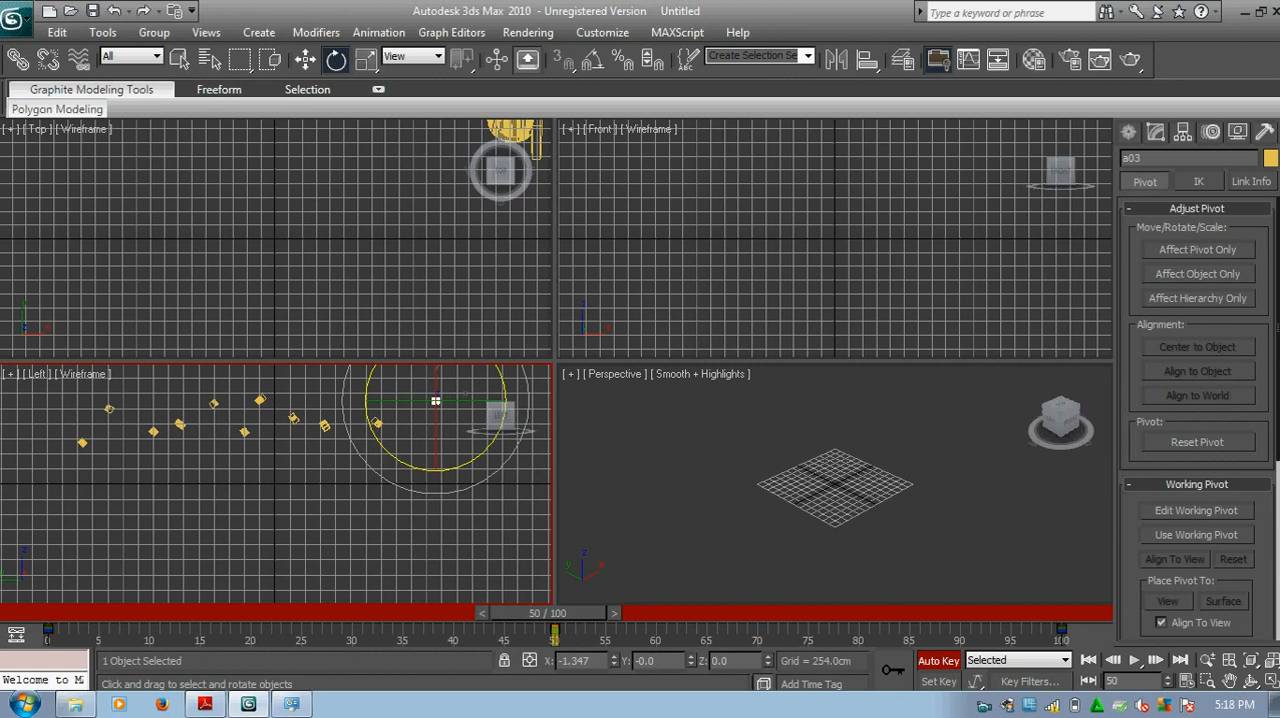 Autodesk 3ds Max 2010 - Unregistered Version Untitled
Type a keyword or phrase
Edit Tools Group Views Create Modifiers Animation Graph Editors Rendering Customize MAXScript Help
All View Create Selection Se
Graphite Modeling Tools Freeform Selection
Polygon Modeling
[ + ] [ Top ] [ Wireframe ]
[ + ] [ Front ] [ Wireframe ]
TOP
FRONT
a03
Pivot IK Link Info
- Adjust Pivot
Move/Rotate/Scale:
Affect Pivot Only
Affect Object Only
Affect Hierarchy Only
Alignment:
Center to Object
Align to Object
Align to World
Pivot:
Reset Pivot
- Working Pivot
Edit Working Pivot
Use Working Pivot
Align To View Reset
Place Pivot To:
View Surface
Align To View
[ + ] [ Left ] [ Wireframe ]
[ + ] [ Perspective ] [ Smooth + Highlights ]
LEFT
< 50 / 100 >
0 5 10 15 20 25 30 35 40 45 50 55 60 65 70 75 80 85 90 95 100
1 Object Selected X: -1.347 Y: -0.0 Z: 0.0 Grid = 254.0cm Auto Key Selected
Welcome to M Click and drag to select and rotate objects Add Time Tag Set Key Key Filters... 50
5:18 PM